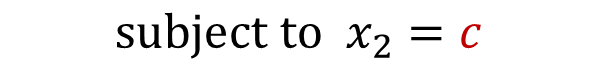 subject to x₂ = c